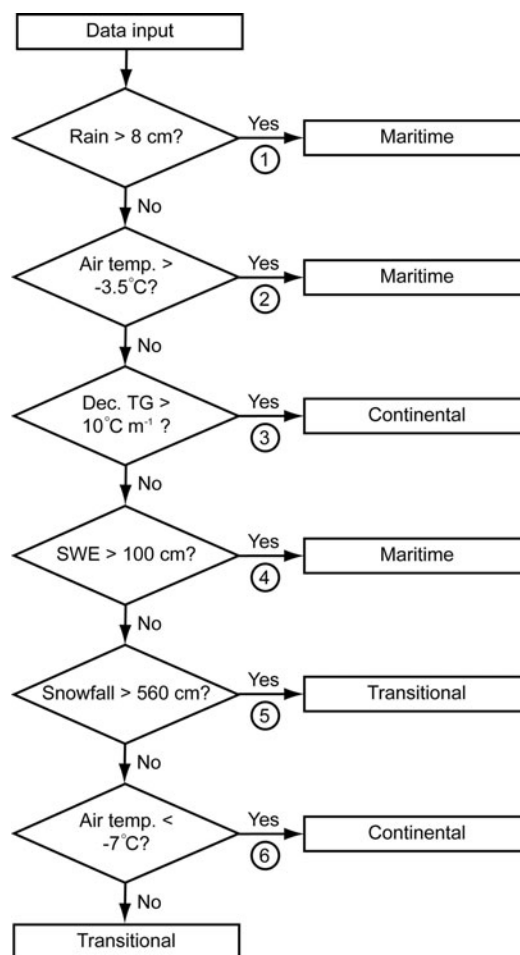 Data input
Rain > 8 cm?
Yes
1
Maritime
No
Air temp. >
-3.5°C?
Yes
2
Maritime
No
Dec. TG >
10°C m⁻¹ ?
Yes
3
Continental
No
SWE > 100 cm?
Yes
4
Maritime
No
Snowfall > 560 cm?
Yes
5
Transitional
No
Air temp. <
-7°C?
Yes
6
Continental
No
Transitional